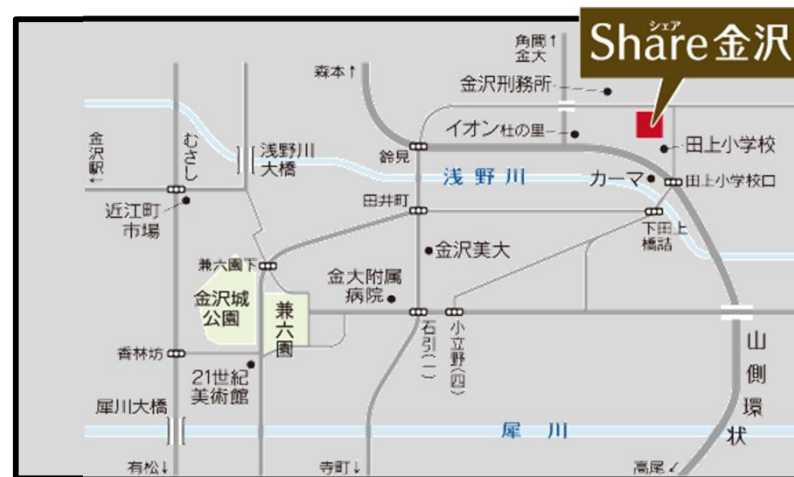 シェア
Share金沢
角間↑
金大
森本↑
金沢刑務所
イオン杜の里
田上小学校
むさし
金沢駅←
浅野川
大橋
鈴見
浅野川
カーマ
田上小学校口
近江町
市場
田井町
下田上
橋詰
金沢美大
兼六園下
金大附属
病院
金沢城
公園
兼六園
石引(一)
小立野(四)
山側環状
香林坊
21世紀
美術館
犀川大橋
犀川
有松↓
寺町↓
高尾↙